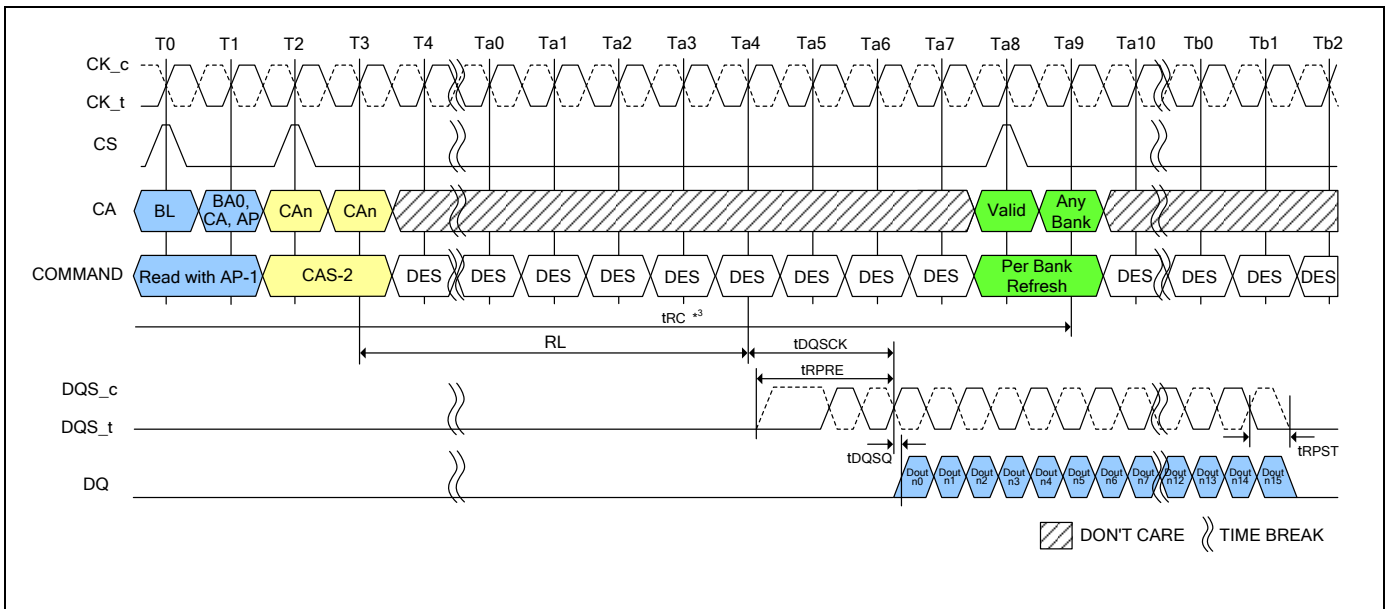 T0 T1 T2 T3 T4 Ta0 Ta1 Ta2 Ta3 Ta4 Ta5 Ta6 Ta7 Ta8 Ta9 Ta10 Tb0 Tb1 Tb2
CK_c
CK_t
CS
CA BL BA0, CA, AP CAn CAn Valid Any Bank
COMMAND Read with AP-1 CAS-2 DES DES DES DES DES DES DES DES DES Per Bank Refresh DES DES DES DES
tRC *3
RL tDQSCK
tRPRE
DQS_c
DQS_t
tDQSQ tRPST
DQ Dout n0 Dout n1 Dout n2 Dout n3 Dout n4 Dout n5 Dout n6 Dout n7 Dout n12 Dout n13 Dout n14 Dout n15
DON'T CARE TIME BREAK